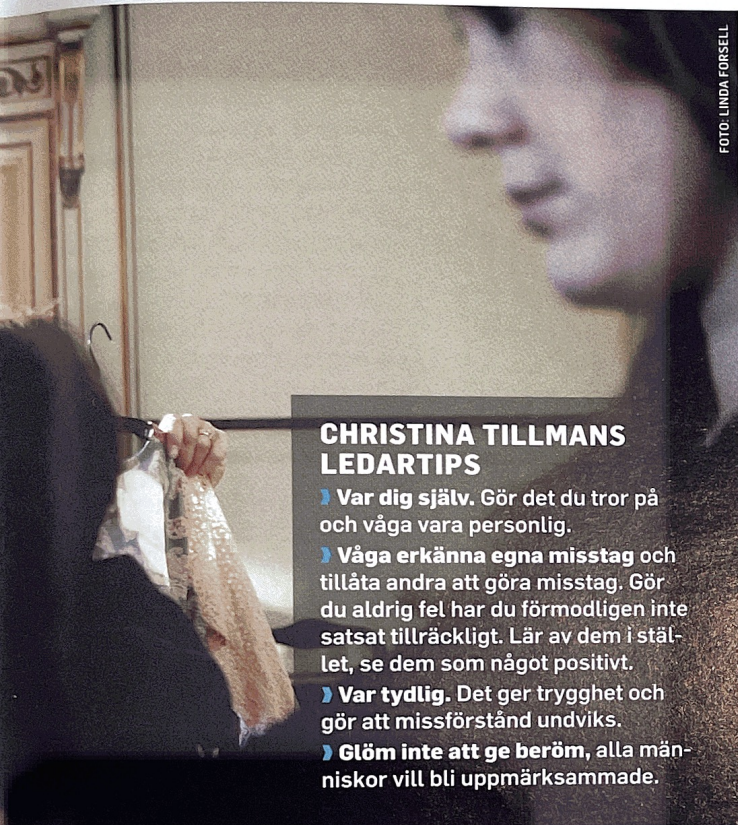 FOTO: LINDA FORSELL
CHRISTINA TILLMANS
LEDARTIPS
Var dig själv. Gör det du tror på
och våga vara personlig.
Våga erkänna egna misstag och
tillåta andra att göra misstag. Gör
du aldrig fel har du förmodligen inte
satsat tillräckligt. Lär av dem i stäl-
let, se dem som något positivt.
Var tydlig. Det ger trygghet och
gör att missförstånd undviks.
Glöm inte att ge beröm, alla män-
niskor vill bli uppmärksammade.